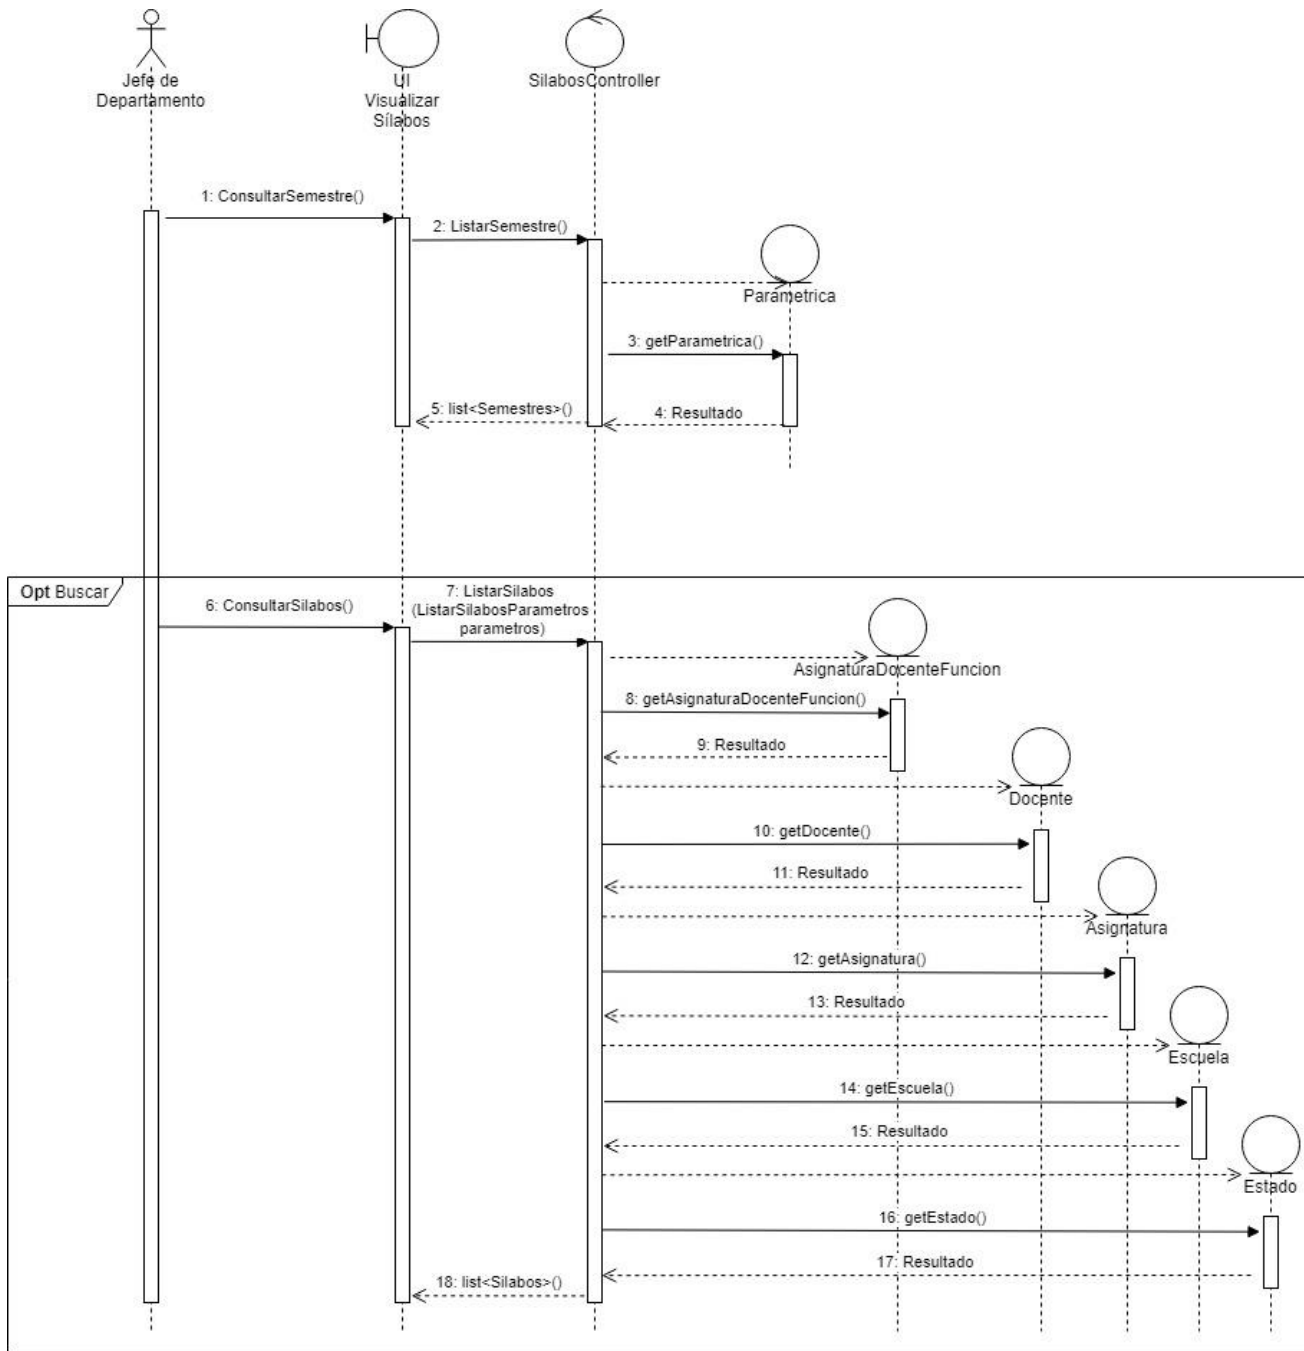 Jefe de
Departamento
UI
Visualizar
Sílabos
SilabosController
1: ConsultarSemestre()
2: ListarSemestre()
Parametrica
3: getParametrica()
5: list<Semestres>()
4: Resultado
Opt Buscar
6: ConsultarSilabos()
7: ListarSilabos
(ListarSilabosParametros
parametros)
AsignaturaDocenteFuncion
8: getAsignaturaDocenteFuncion()
9: Resultado
Docente
10: getDocente()
11: Resultado
Asignatura
12: getAsignatura()
13: Resultado
Escuela
14: getEscuela()
15: Resultado
Estado
16: getEstado()
17: Resultado
18: list<Silabos>()